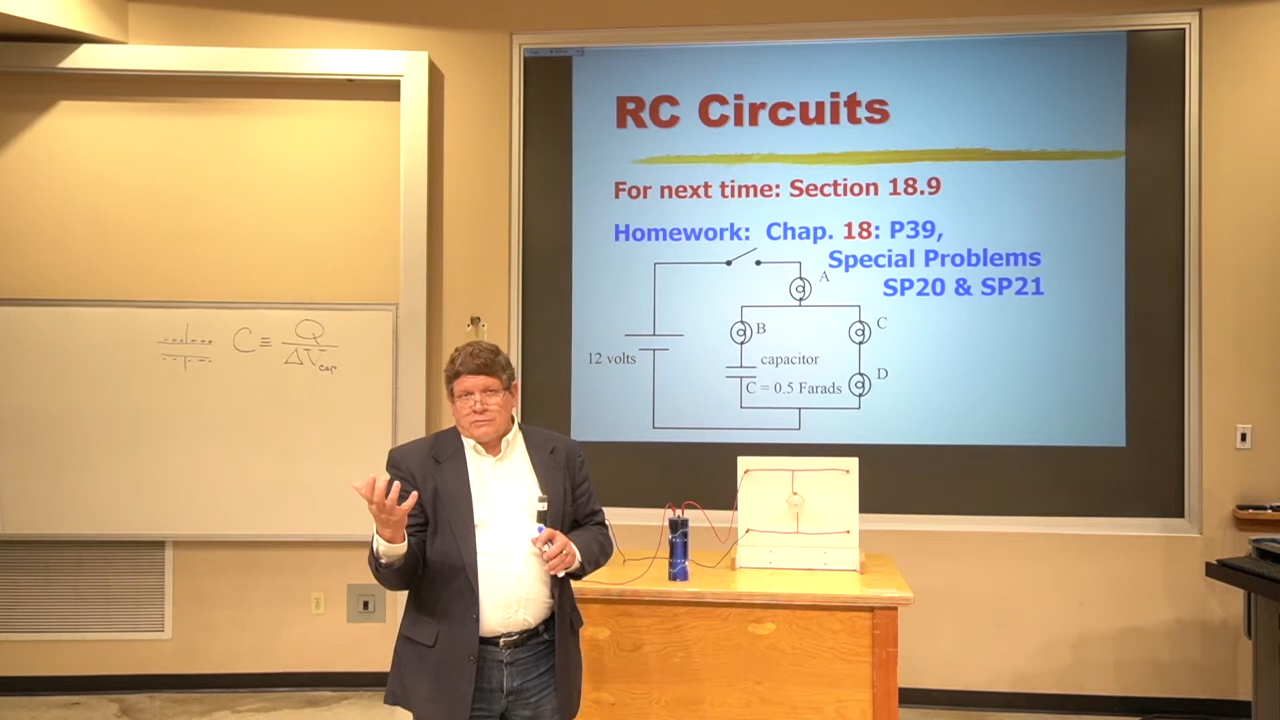 RC Circuits
For next time: Section 18.9
Homework: Chap. 18: P39,
Special Problems
SP20 & SP21
A
B
C
12 volts
capacitor
C = 0.5 Farads
D
C ≡ Q / ΔV cap